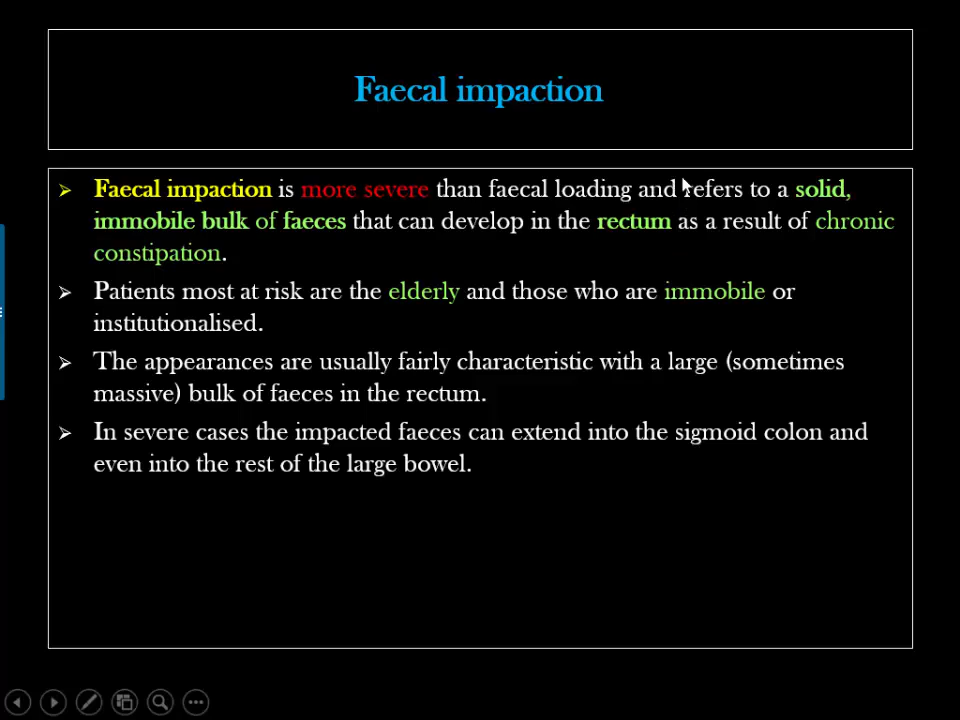 Faecal impaction
➢ Faecal impaction is more severe than faecal loading and refers to a solid,
immobile bulk of faeces that can develop in the rectum as a result of chronic
constipation.
➢ Patients most at risk are the elderly and those who are immobile or
institutionalised.
➢ The appearances are usually fairly characteristic with a large (sometimes
massive) bulk of faeces in the rectum.
➢ In severe cases the impacted faeces can extend into the sigmoid colon and
even into the rest of the large bowel.